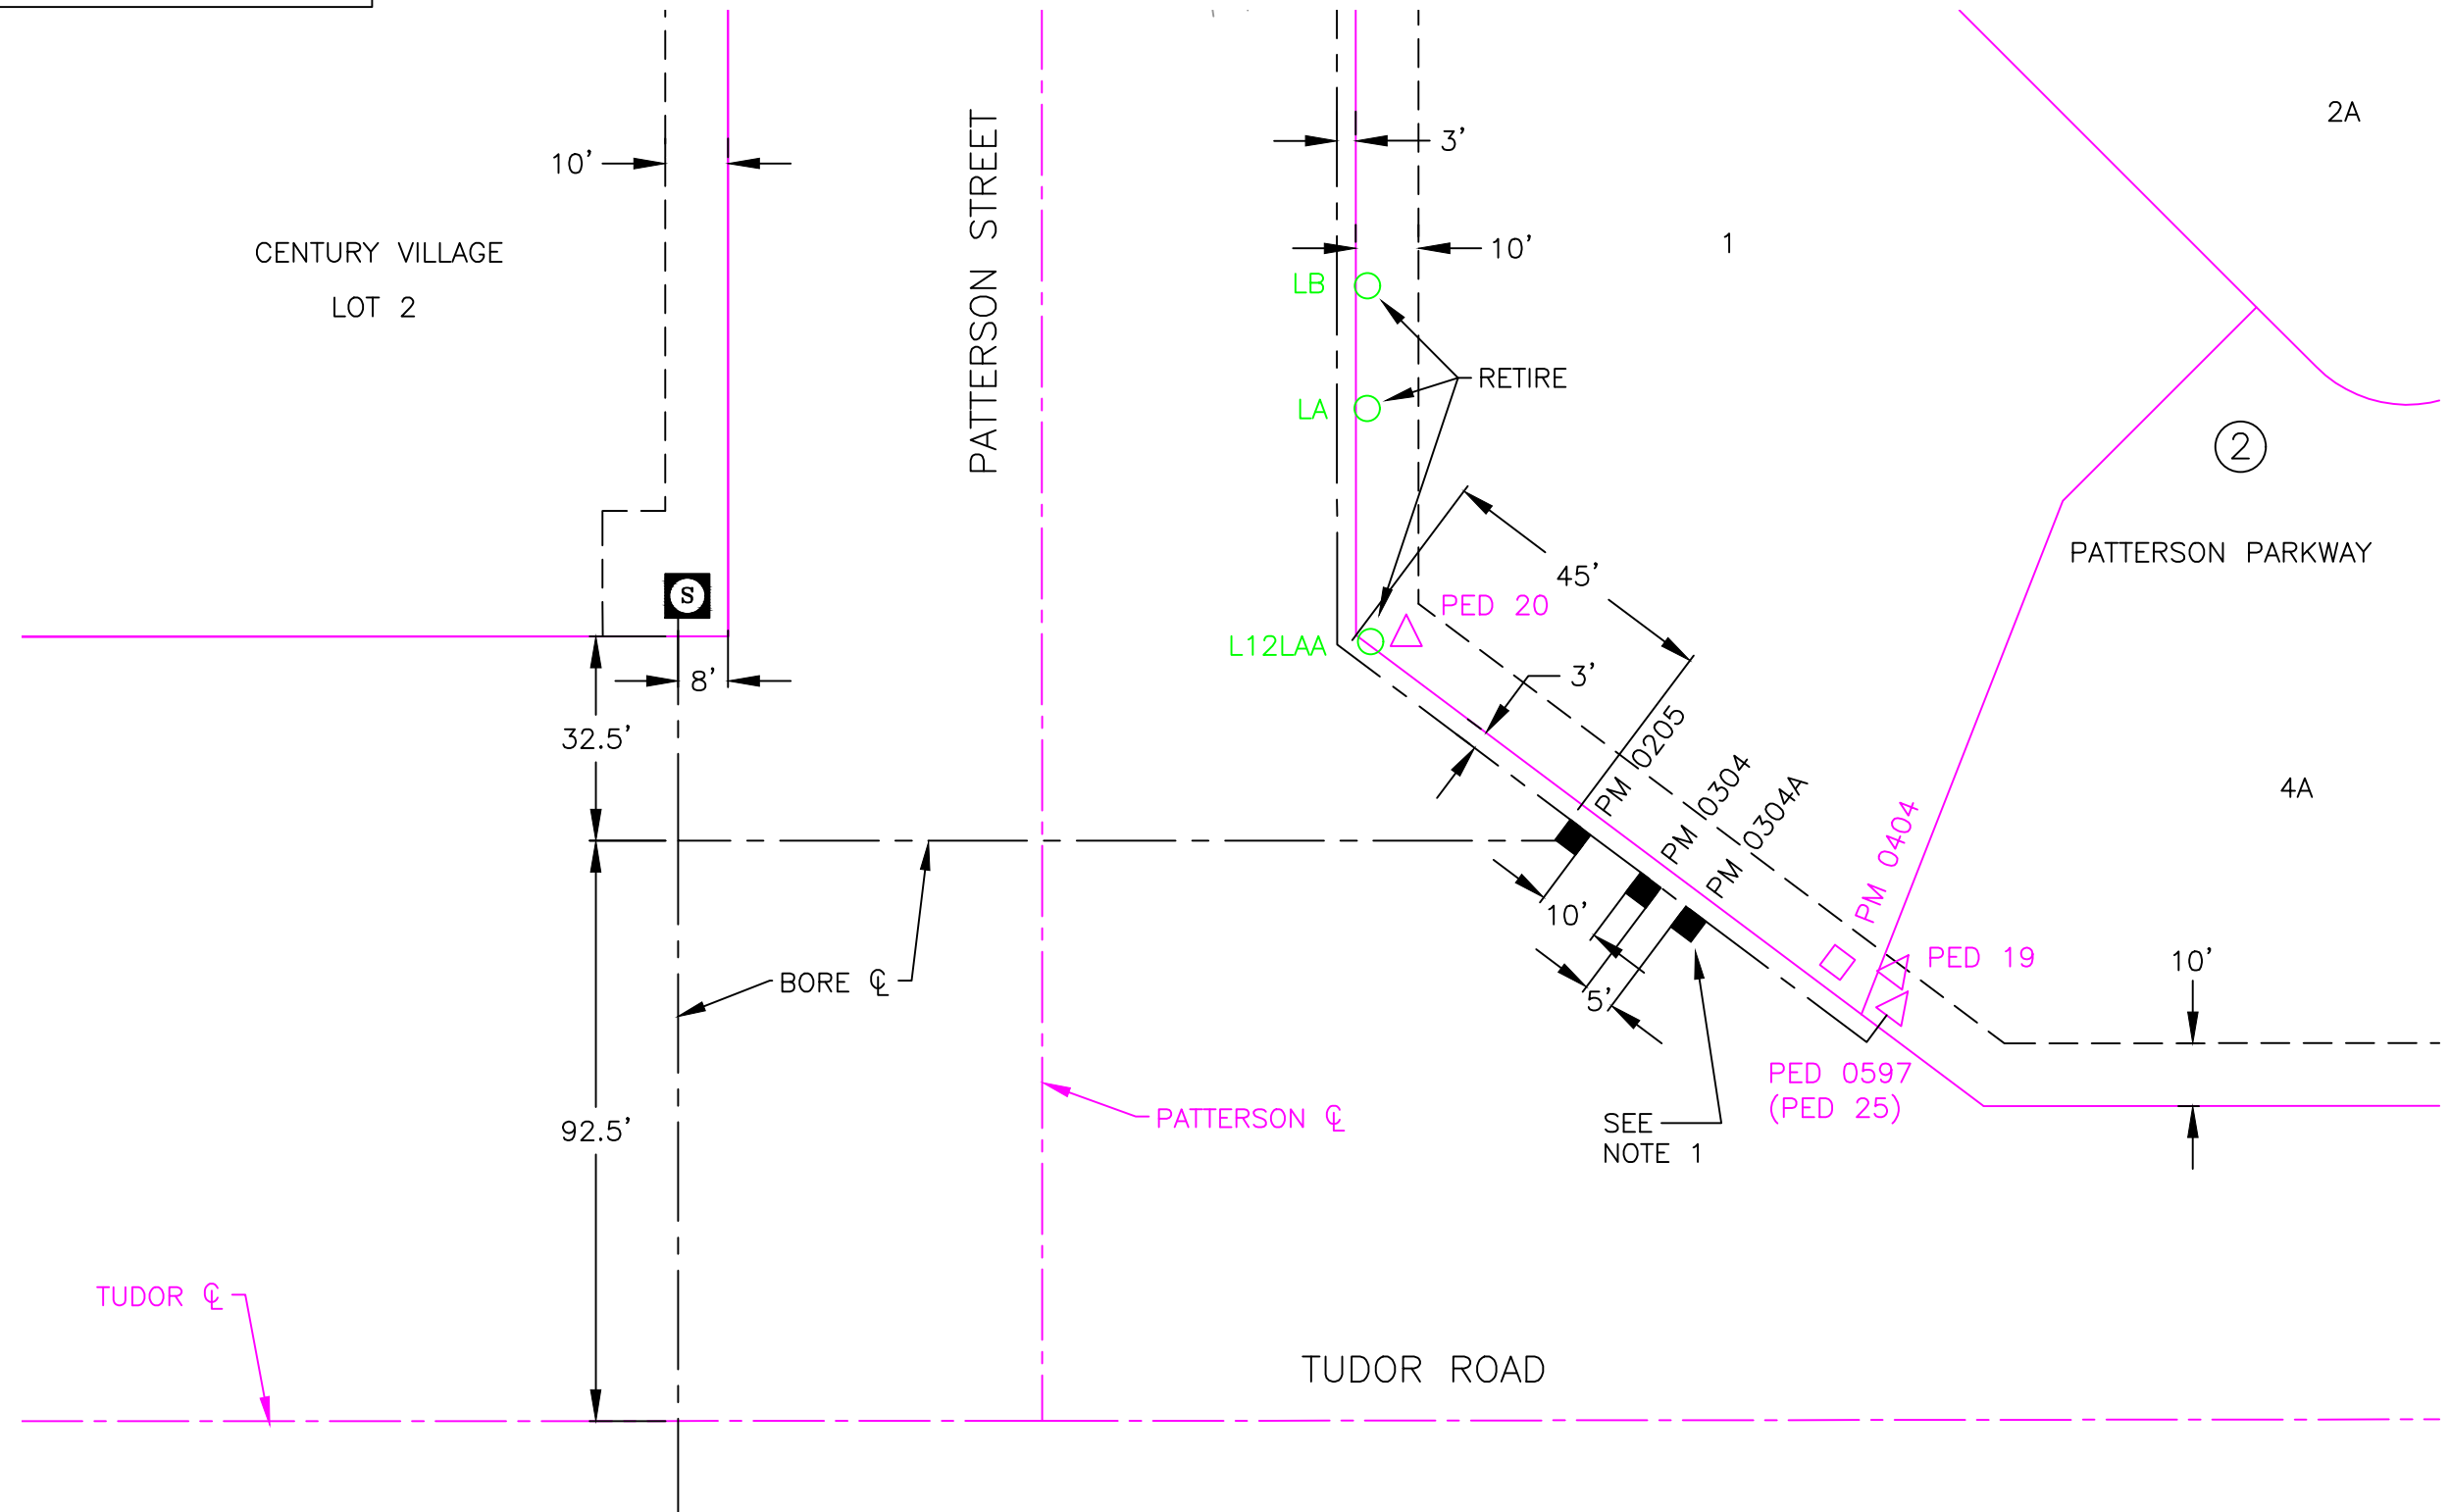 2A
3'
10'
PATTERSON STREET
CENTURY VILLAGE
LOT 2
10'
1
LB
RETIRE
LA
2
PATTERSON PARKWAY
45'
S
PED 20
L12LAA
8'
3'
32.5'
PM 0205
PM 0304
PM 0304A
4A
PM 0404
10'
PED 19
10'
BORE ℄
5'
PED 0597
(PED 25)
PATTERSON ℄
92.5'
SEE
NOTE 1
TUDOR ℄
TUDOR ROAD